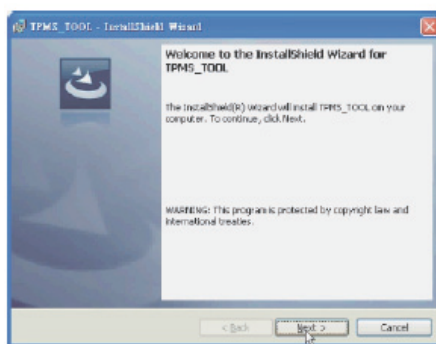 TPMS_TOOL - InstallShield Wizard
Welcome to the InstallShield Wizard for
TPMS_TOOL
The InstallShield(R) Wizard will install TPMS_TOOL on your
computer. To continue, click Next.
WARNING: This program is protected by copyright law and
international treaties.
< Back
Next >
Cancel